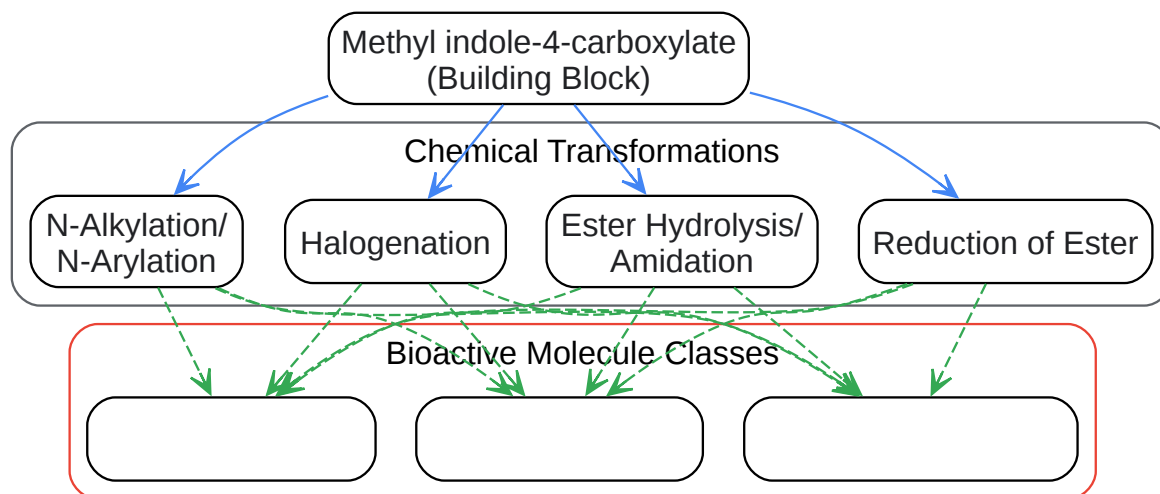 Methyl indole-4-carboxylate
(Building Block)
Chemical Transformations
N-Alkylation/
N-Arylation
Halogenation
Ester Hydrolysis/
Amidation
Reduction of Ester
Bioactive Molecule Classes